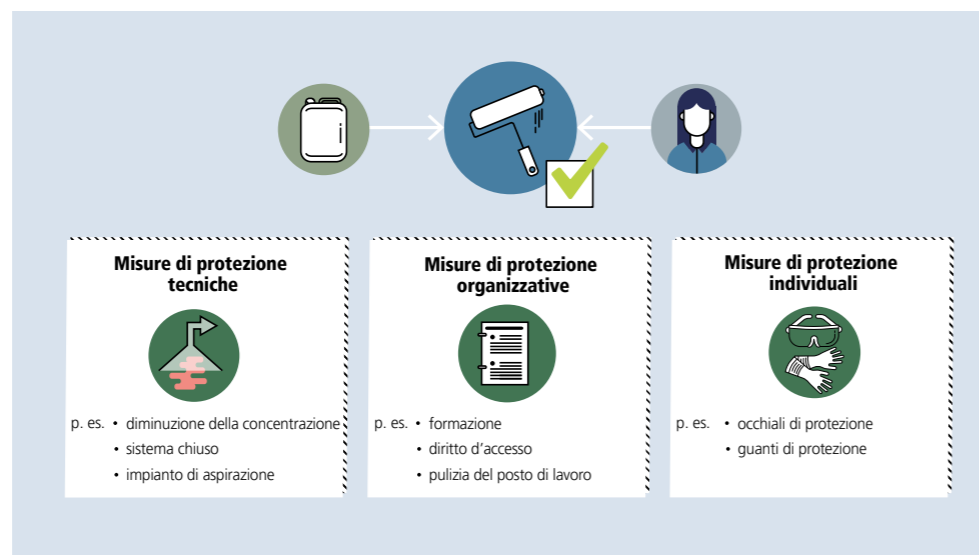 Misure di protezione
tecniche
p. es. • diminuzione della concentrazione
• sistema chiuso
• impianto di aspirazione
Misure di protezione
organizzative
p. es. • formazione
• diritto d’accesso
• pulizia del posto di lavoro
Misure di protezione
individuali
p. es. • occhiali di protezione
• guanti di protezione